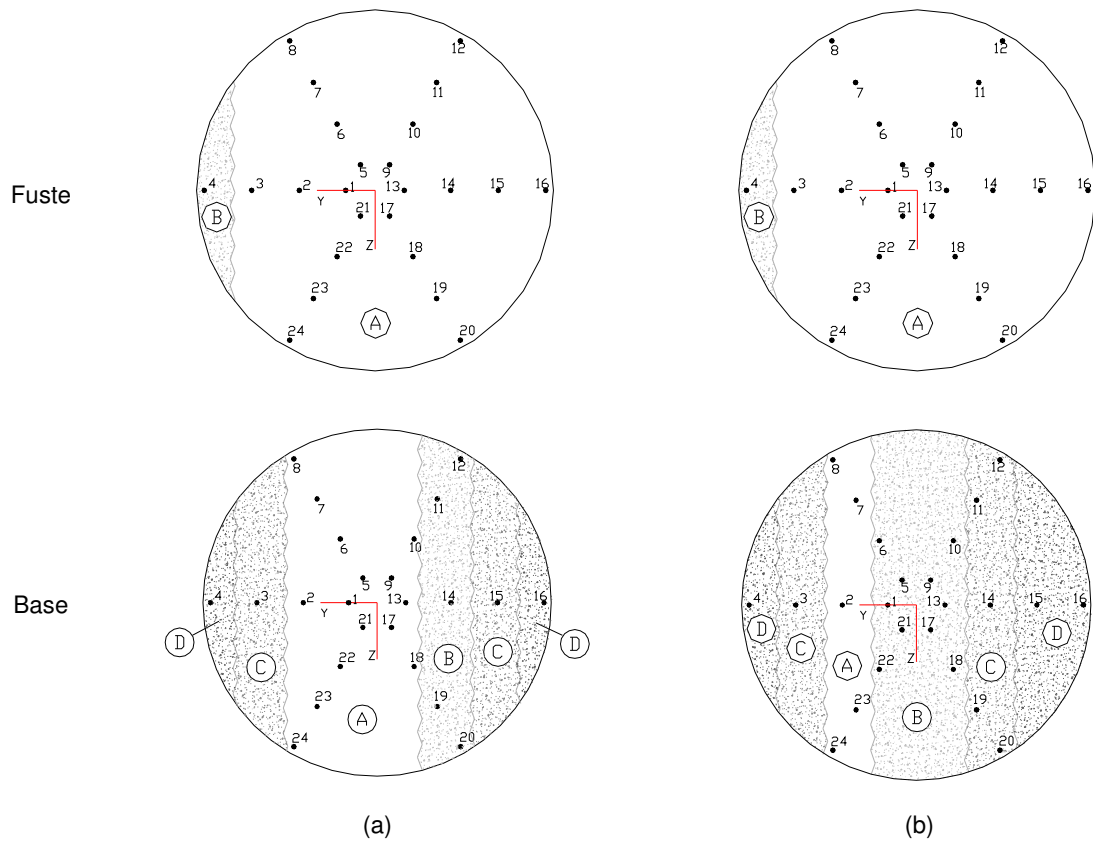 8 12 8 12
7 11 7 11
6 10 6 10
5 9 5 9
Fuste
4 3 2 1 13 14 15 16 4 3 2 1 13 14 15 16
Y Y
B 21 17 B 21 17
Z Z
22 18 22 18
23 19 23 19
A A
24 20 24 20
8 12 8 12
7 11 7 11
6 10 6 10
5 9 5 9
Base
4 3 2 1 13 14 15 16 4 3 2 1 13 14 15 16
Y Y
21 17 21 17
D C 22 Z 18 B C D D C A 22 Z 18 C D
23 19 23 19
A B
24 20 24 20
(a) (b)